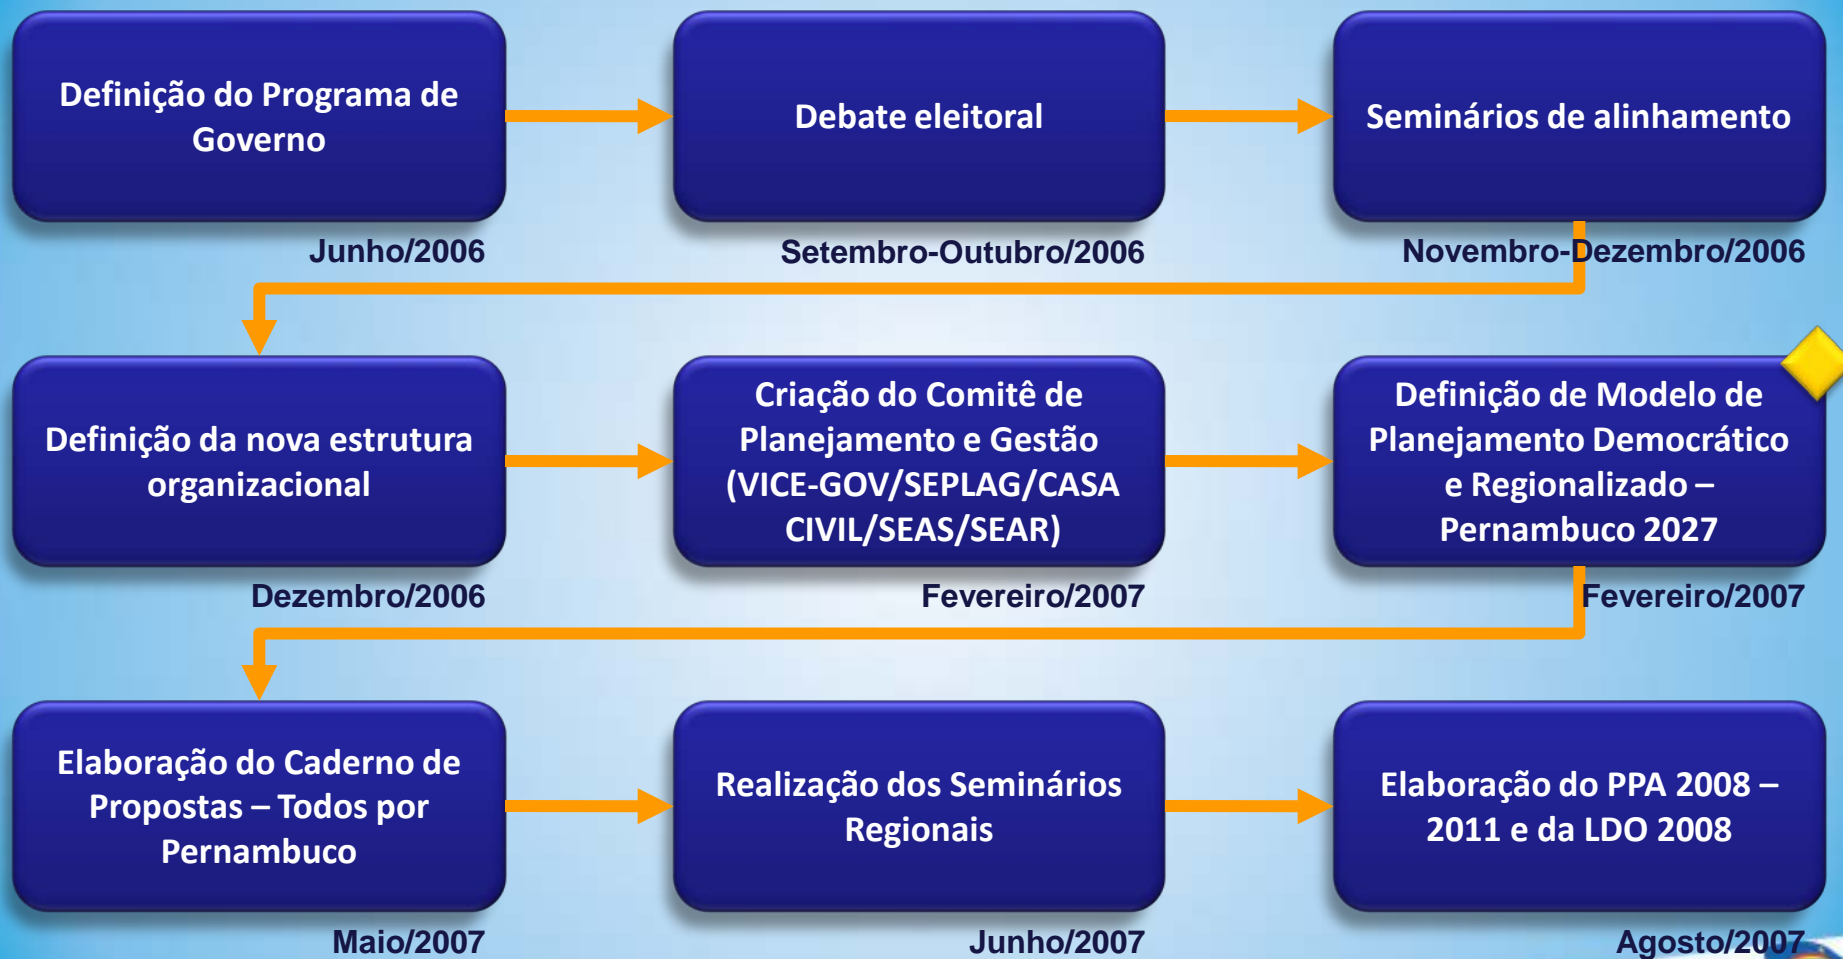 Definição do Programa de
Governo
Junho/2006
Debate eleitoral
Setembro-Outubro/2006
Seminários de alinhamento
Novembro-Dezembro/2006
Definição da nova estrutura
organizacional
Dezembro/2006
Criação do Comitê de
Planejamento e Gestão
(VICE-GOV/SEPLAG/CASA
CIVIL/SEAS/SEAR)
Fevereiro/2007
Definição de Modelo de
Planejamento Democrático
e Regionalizado –
Pernambuco 2027
Fevereiro/2007
Elaboração do Caderno de
Propostas – Todos por
Pernambuco
Maio/2007
Realização dos Seminários
Regionais
Junho/2007
Elaboração do PPA 2008 –
2011 e da LDO 2008
Agosto/2007